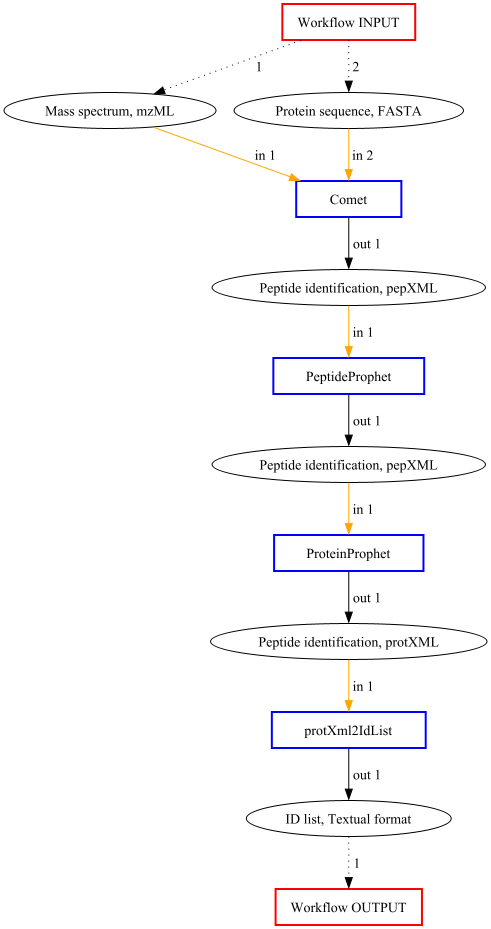 Workflow INPUT
1
2
Mass spectrum, mzML
Protein sequence, FASTA
in 1
in 2
Comet
out 1
Peptide identification, pepXML
in 1
PeptideProphet
out 1
Peptide identification, pepXML
in 1
ProteinProphet
out 1
Peptide identification, protXML
in 1
protXml2IdList
out 1
ID list, Textual format
1
Workflow OUTPUT